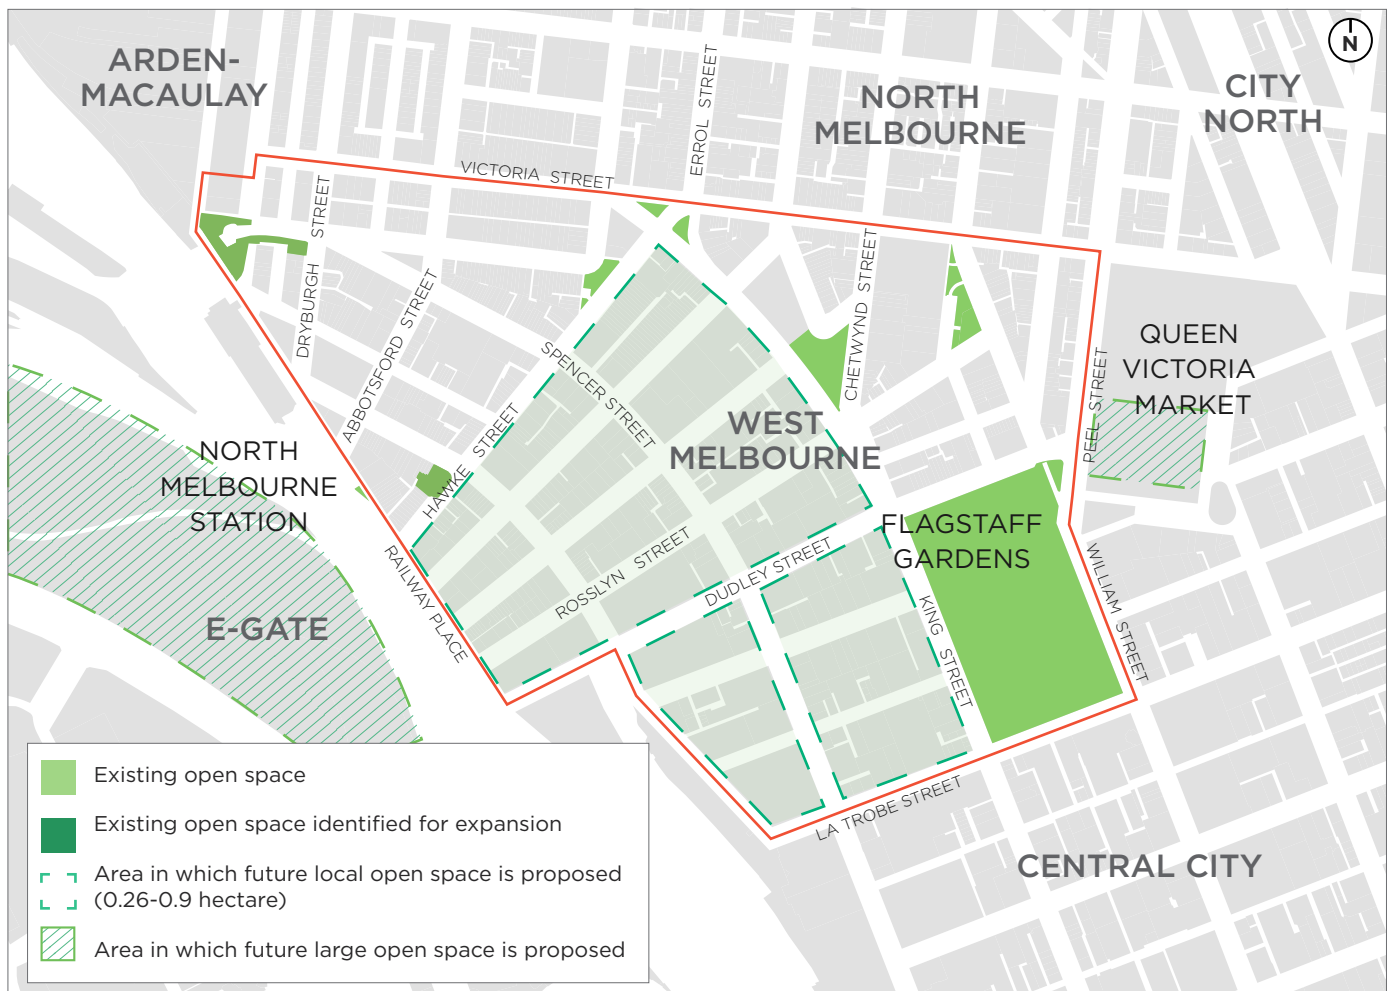 ARDEN-
MACAULAY
NORTH
MELBOURNE
CITY
NORTH
N
VICTORIA STREET
ERROL STREET
DRYBURGH STREET
ABBOTSFORD STREET
CHETWYND STREET
QUEEN
VICTORIA
MARKET
PEEL STREET
SPENCER STREET
HAWKE STREET
WEST
MELBOURNE
NORTH
MELBOURNE
STATION
FLAGSTAFF
GARDENS
RAILWAY PLACE
ROSSLYN STREET
DUDLEY STREET
KING STREET
WILLIAM STREET
E-GATE
LA TROBE STREET
CENTRAL CITY
Existing open space
Existing open space identified for expansion
Area in which future local open space is proposed
(0.26-0.9 hectare)
Area in which future large open space is proposed